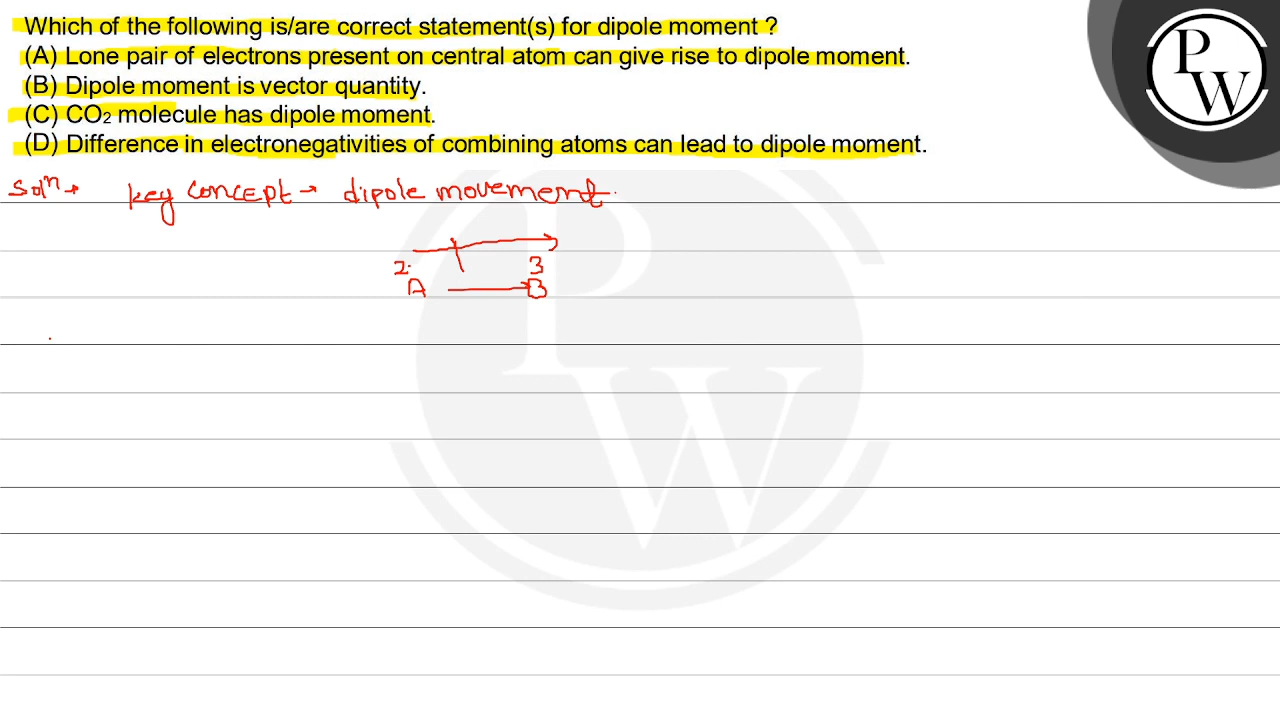 Which of the following is/are correct statement(s) for dipole moment ?
(A) Lone pair of electrons present on central atom can give rise to dipole moment.
(B) Dipole moment is vector quantity.
(C) CO₂ molecule has dipole moment.
(D) Difference in electronegativities of combining atoms can lead to dipole moment.
Solⁿ → key concept → dipole movement.
2. 3
A → B
P W
P W